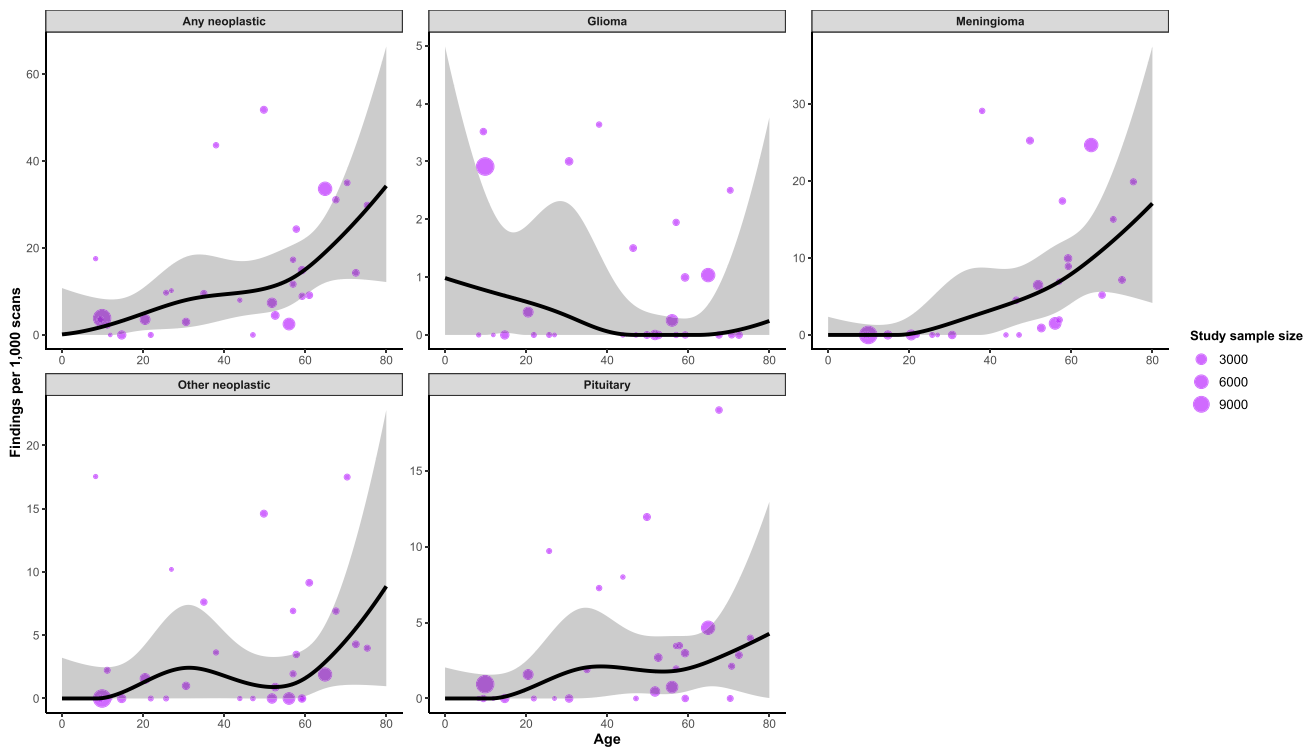 Any neoplastic
Glioma
Meningioma
60
40
20
0
5
4
3
2
1
0
30
20
10
0
0 20 40 60 80
0 20 40 60 80
0 20 40 60 80
Findings per 1,000 scans
Study sample size
3000
6000
9000
Other neoplastic
Pituitary
20
15
10
5
0
15
10
5
0
0 20 40 60 80
0 20 40 60 80
Age